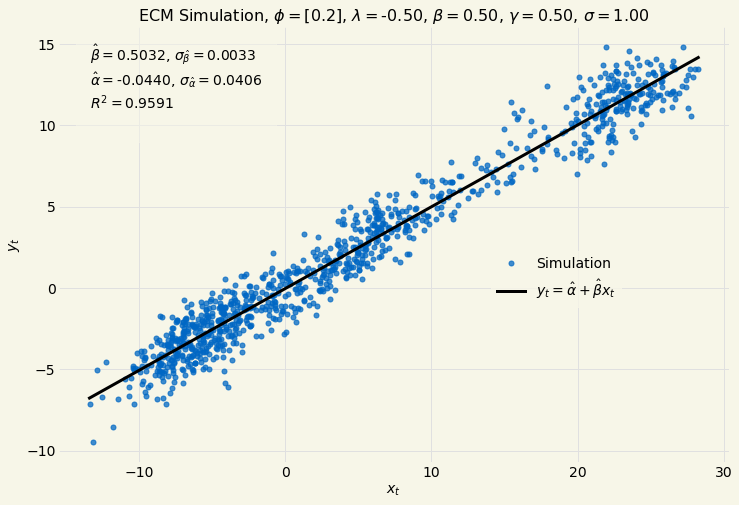 ECM Simulation, ϕ = [0.2], λ = -0.50, β = 0.50, γ = 0.50, σ = 1.00
β̂ = 0.5032, σ_β̂ = 0.0033
α̂ = -0.0440, σ_α̂ = 0.0406
R² = 0.9591
15
10
5
0
−5
−10
y_t
Simulation
y_t = α̂ + β̂x_t
−10 0 10 20 30
x_t